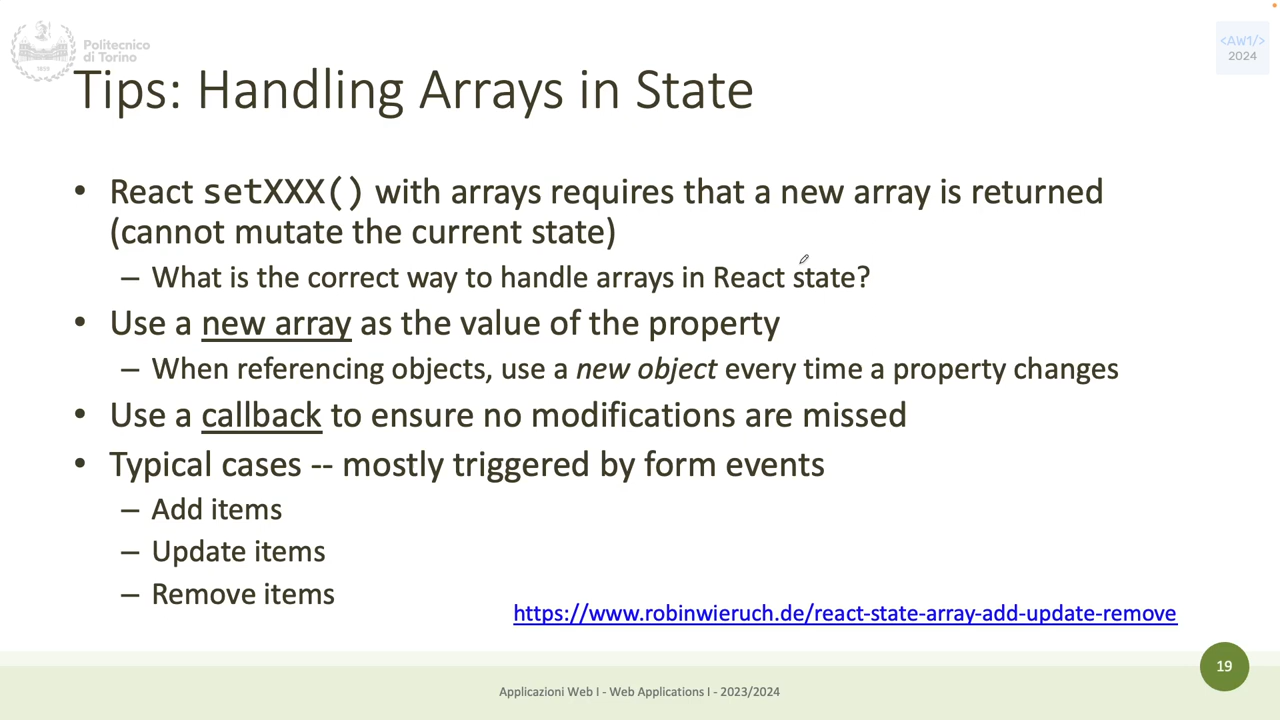 Politecnico
di Torino
1859
<AW1/>
2024
Tips: Handling Arrays in State
• React setXXX() with arrays requires that a new array is returned
(cannot mutate the current state)
– What is the correct way to handle arrays in React state?
• Use a new array as the value of the property
– When referencing objects, use a new object every time a property changes
• Use a callback to ensure no modifications are missed
• Typical cases -- mostly triggered by form events
– Add items
– Update items
– Remove items
https://www.robinwieruch.de/react-state-array-add-update-remove
19
Applicazioni Web I - Web Applications I - 2023/2024